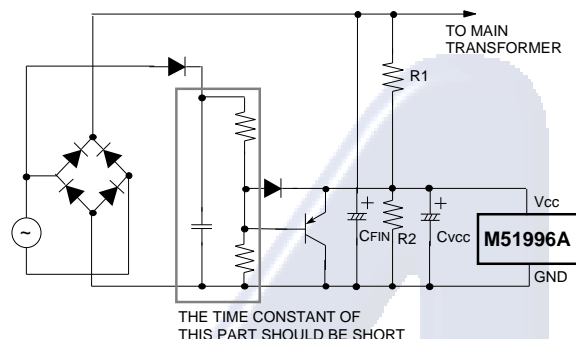 TO MAIN
TRANSFORMER
R1
~
CFIN
R2
CVCC
Vcc
M51996A
GND
THE TIME CONSTANT OF
THIS PART SHOULD BE SHORT